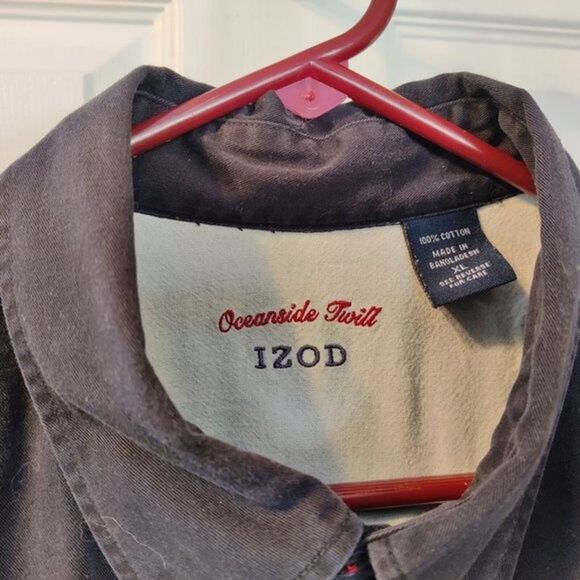 Oceanside Twill
IZOD
100% COTTON
MADE IN
BANGLADESH
XL
SEE REVERSE
FOR CARE